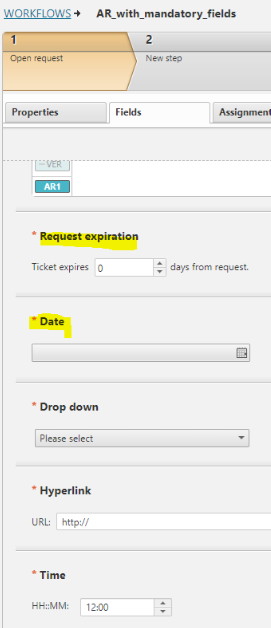 WORKFLOWS AR_with_mandatory_fields
1 2
Open request New step
Properties Fields Assignment
VER
AR1
* Request expiration
Ticket expires 0 days from request.
* Date
* Drop down
Please select
* Hyperlink
URL: http://
* Time
HH::MM: 12:00